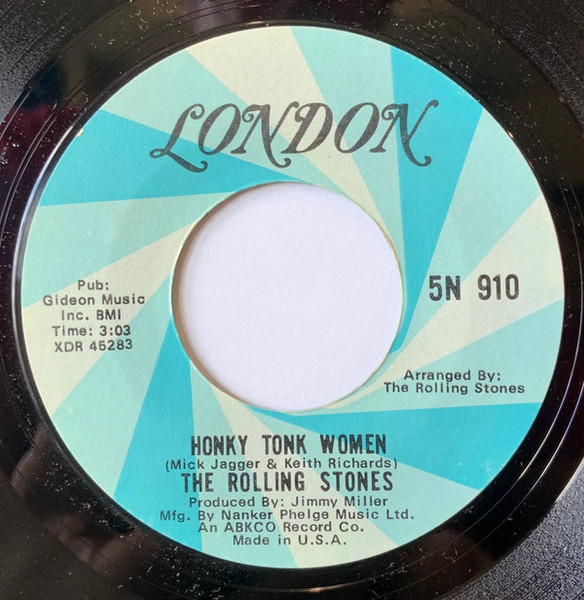 LONDON
Pub:
Gideon Music
Inc. BMI
Time: 3:03
XDR 45283
5N 910
Arranged By:
The Rolling Stones
HONKY TONK WOMEN
(Mick Jagger & Keith Richards)
THE ROLLING STONES
Produced By: Jimmy Miller
Mfg. By Nanker Phelge Music Ltd.
An ABKCO Record Co.
Made in U.S.A.